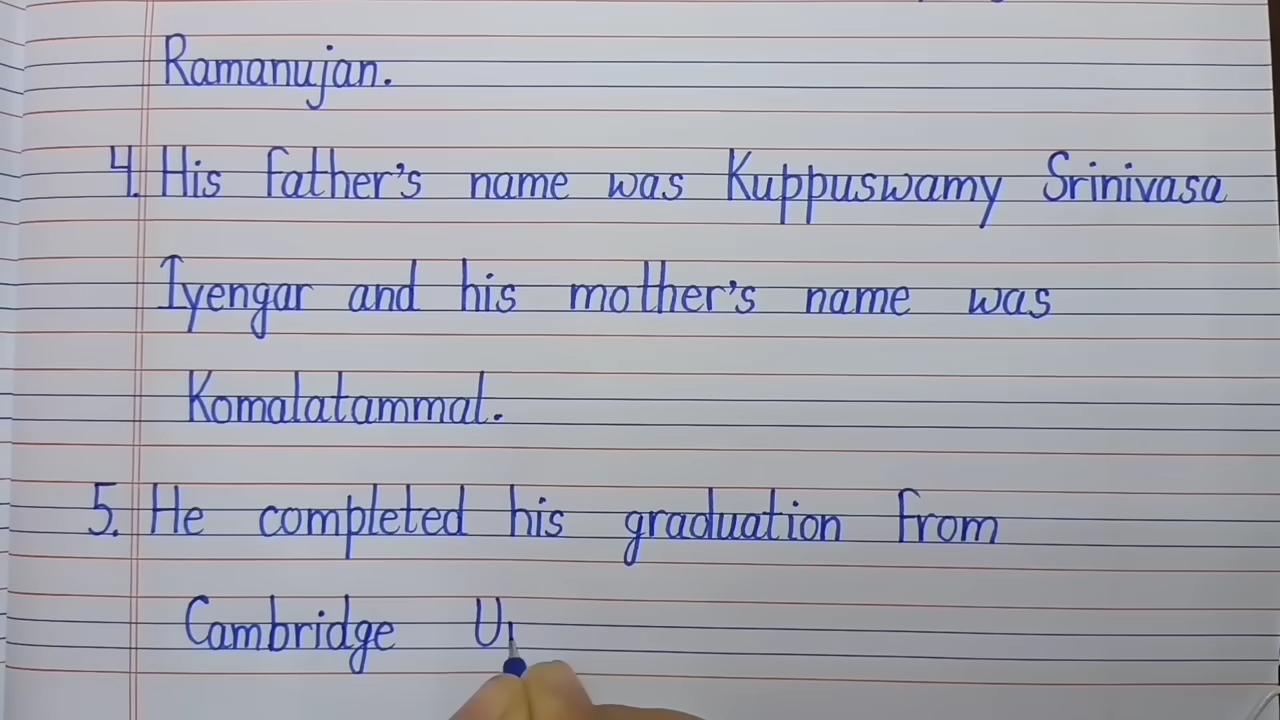 Ramanujan.
4. His father's name was Kuppuswamy Srinivasa
Iyengar and his mother's name was
Komalatammal.
5. He completed his graduation from
Cambridge U